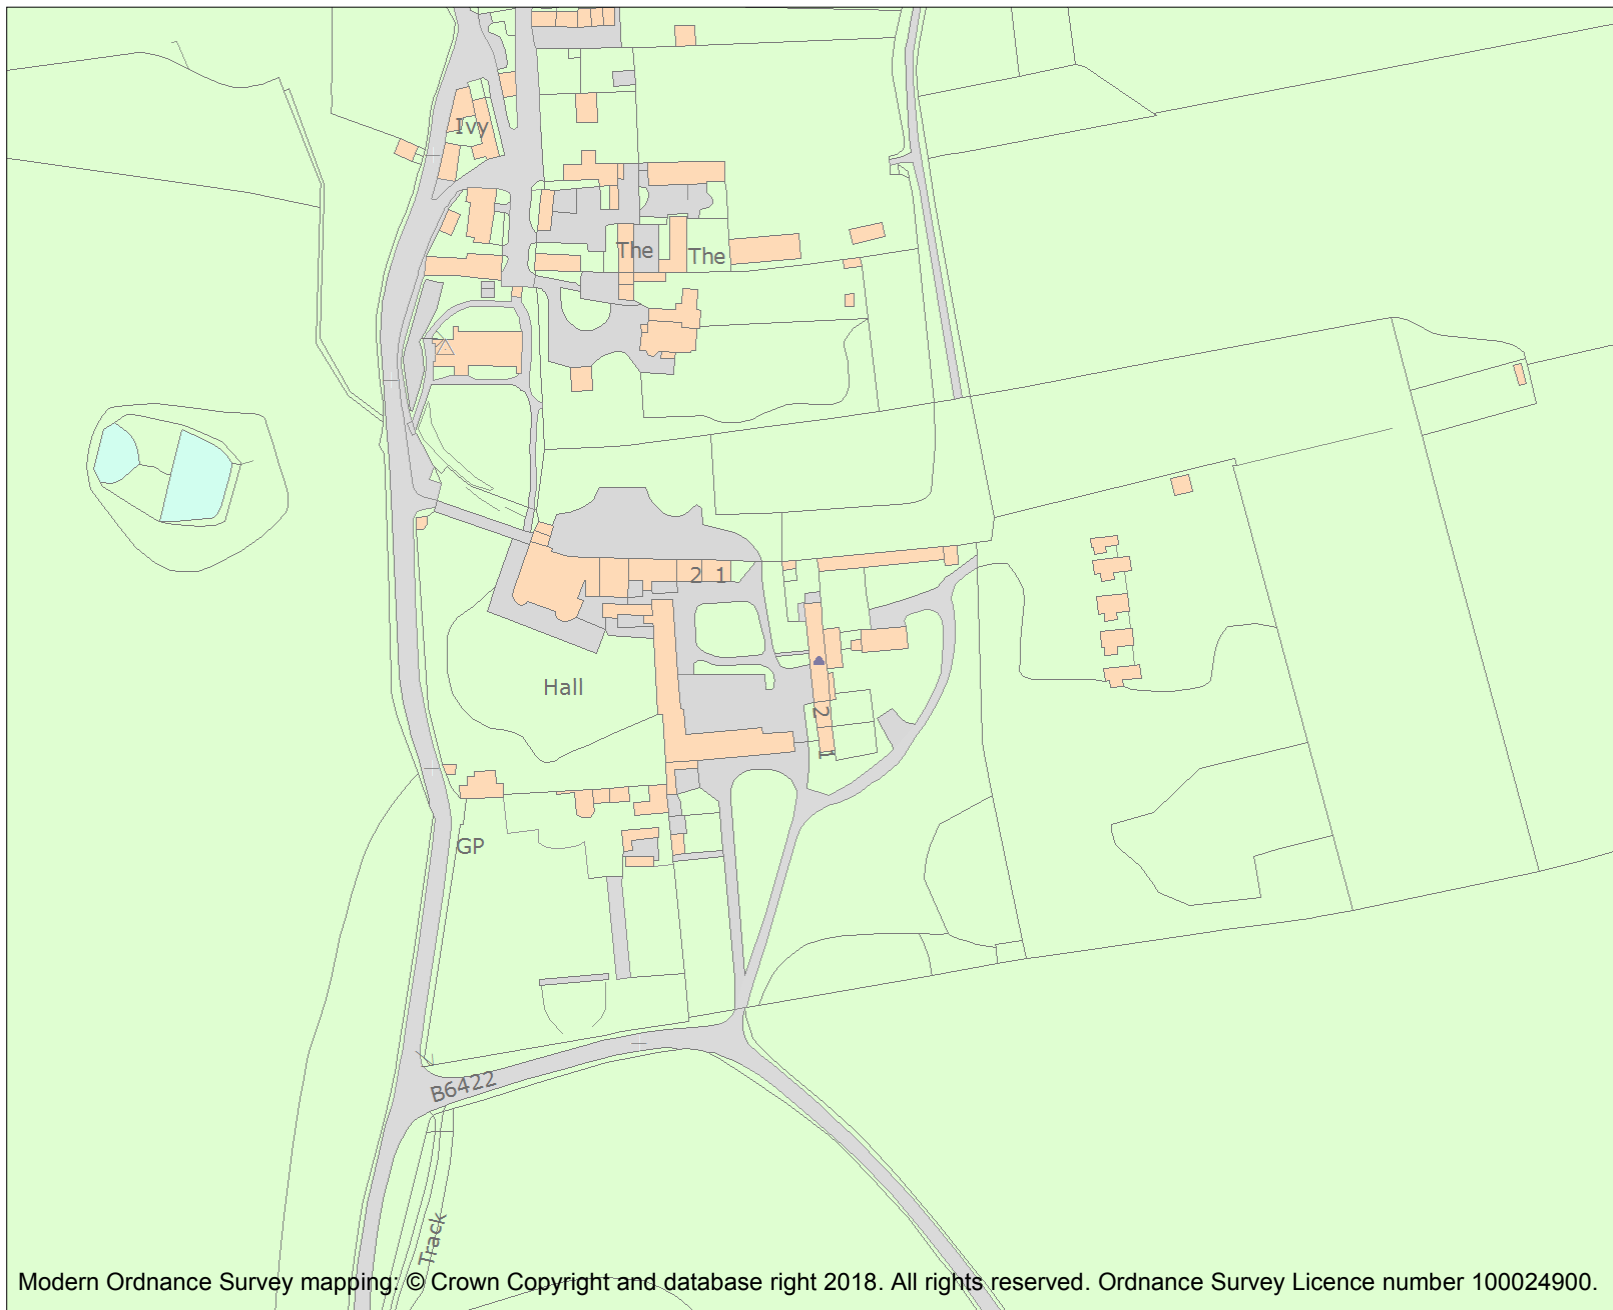 Ivy
The
The
2 1
Hall
2
1
GP
B6422
Track
Modern Ordnance Survey mapping: © Crown Copyright and database right 2018. All rights reserved. Ordnance Survey Licence number 100024900.